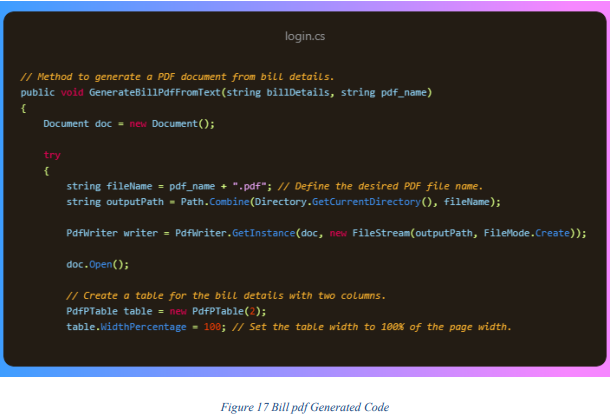 login.cs
// Method to generate a PDF document from bill details.
public void GenerateBillPdfFromText(string billDetails, string pdf_name)
{
Document doc = new Document();
try
{
string fileName = pdf_name + ".pdf"; // Define the desired PDF file name.
string outputPath = Path.Combine(Directory.GetCurrentDirectory(), fileName);
PdfWriter writer = PdfWriter.GetInstance(doc, new FileStream(outputPath, FileMode.Create));
doc.Open();
// Create a table for the bill details with two columns.
PdfPTable table = new PdfPTable(2);
table.WidthPercentage = 100; // Set the table width to 100% of the page width.
Figure 17 Bill pdf Generated Code